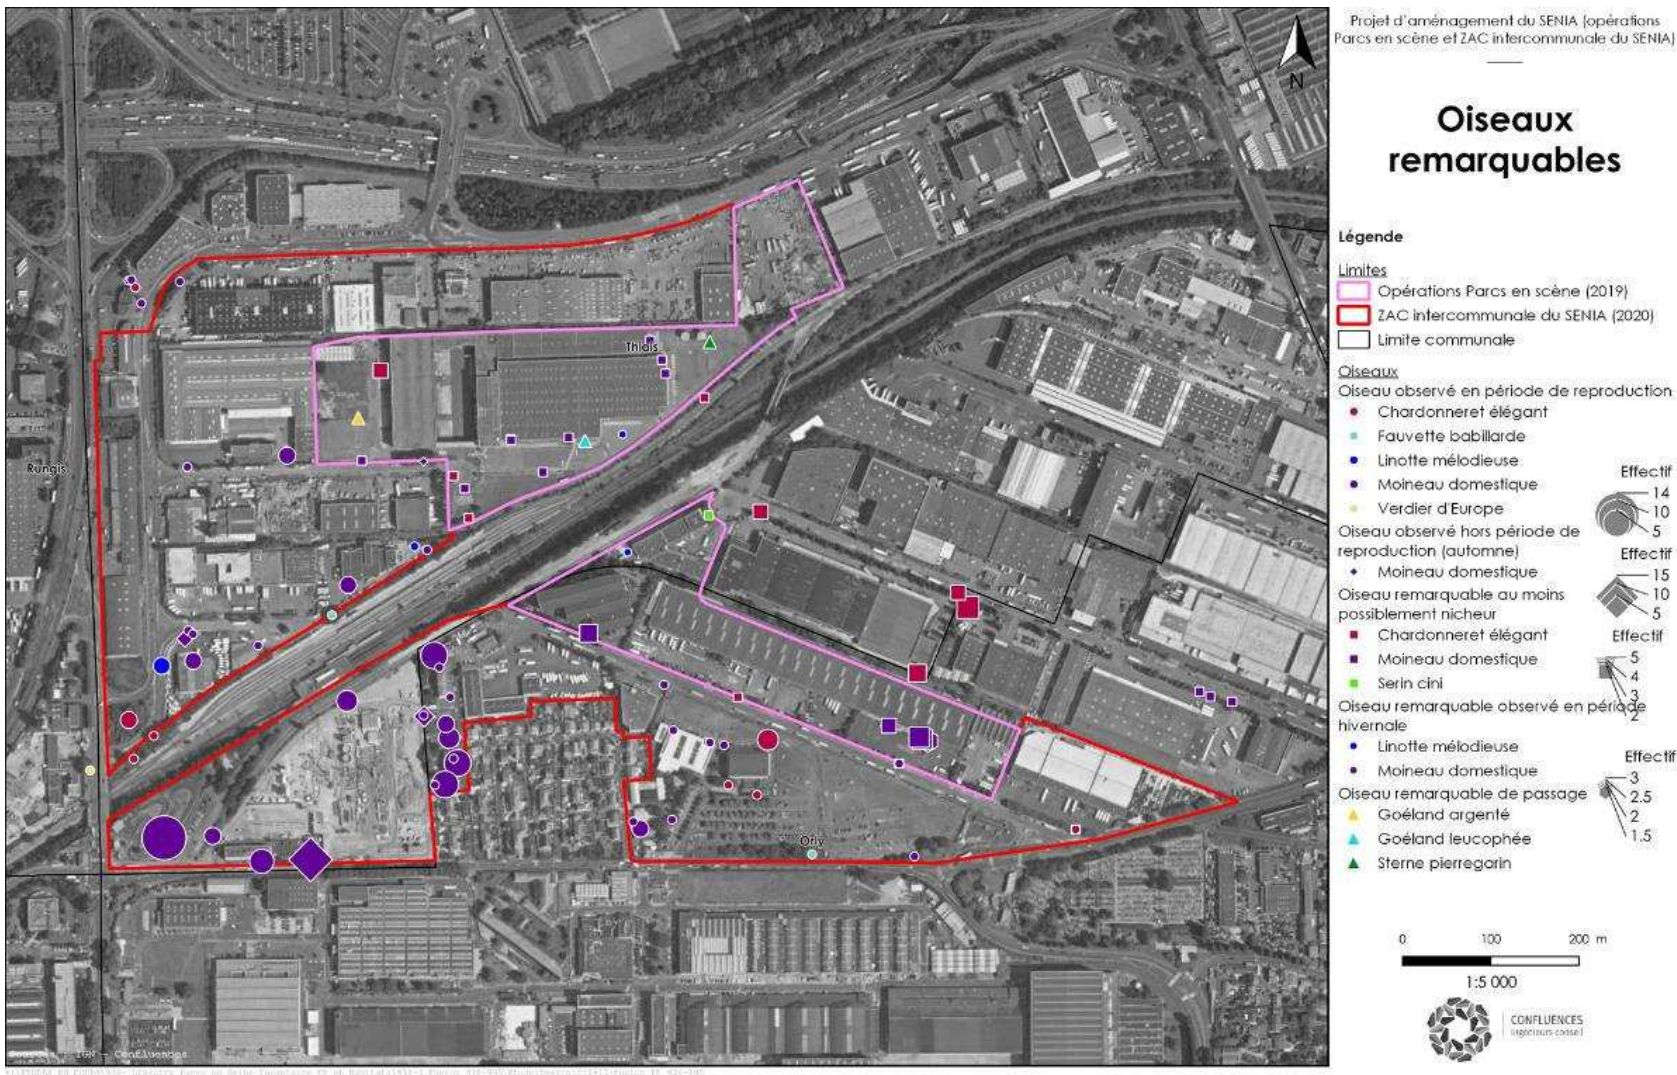 Projet d'aménagement du SENIA (opérations
Parcs en scène et ZAC intercommunale du SENIA)
Oiseaux
remarquables
Légende
Limites
Opérations Parcs en scène (2019)
ZAC intercommunale du SENIA (2020)
Limite communale
Oiseaux
Oiseau observé en période de reproduction
Chardonneret élégant
Fauvette babillarde
Linotte mélodieuse
Moineau domestique
Verdier d'Europe
Effectif
14
10
5
Oiseau observé hors période de
reproduction (automne)
Moineau domestique
Effectif
15
10
5
Oiseau remarquable au moins
possiblement nicheur
Chardonneret élégant
Moineau domestique
Serin cini
Effectif
5
4
3
2
Oiseau remarquable observé en période
hivernale
Linotte mélodieuse
Moineau domestique
Effectif
3
2.5
2
1.5
Oiseau remarquable de passage
Goéland argenté
Goéland leucophée
Sterne pierregarin
0 100 200 m
1:5 000
CONFLUENCES
Ingénieurs conseil
N
Thiais
Rungis
Orly
Sources : IGN - Confluences